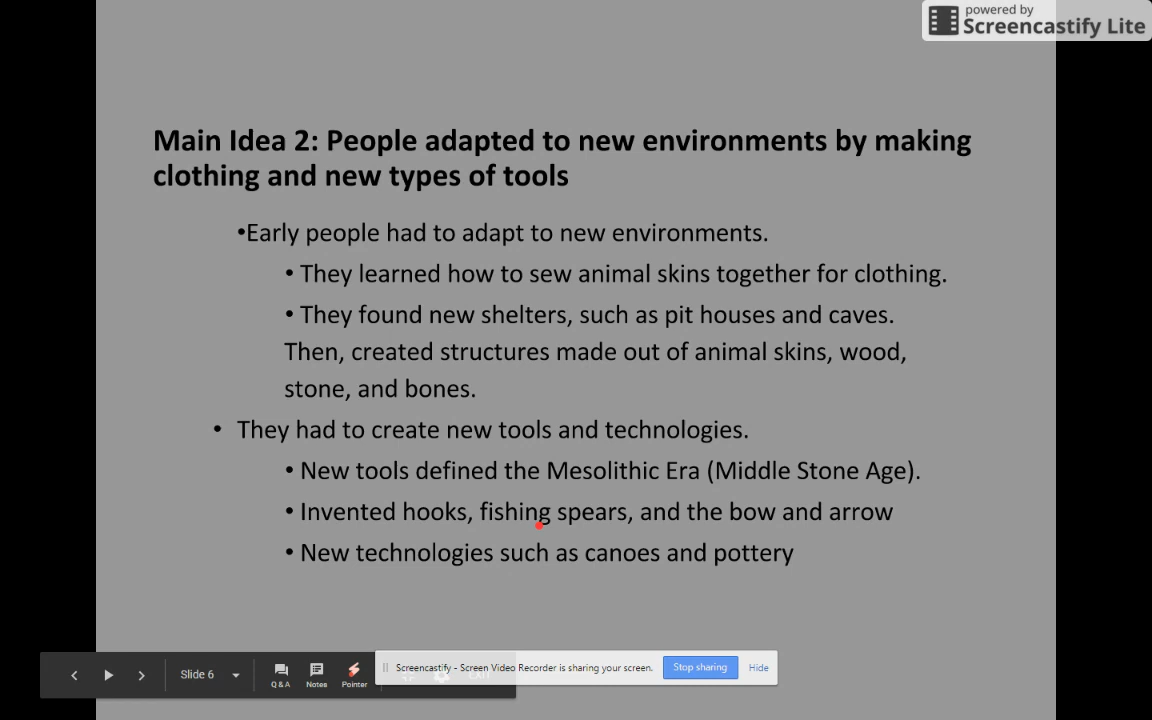 powered by
Screencastify Lite
Main Idea 2: People adapted to new environments by making
clothing and new types of tools
•Early people had to adapt to new environments.
• They learned how to sew animal skins together for clothing.
• They found new shelters, such as pit houses and caves.
Then, created structures made out of animal skins, wood,
stone, and bones.
• They had to create new tools and technologies.
• New tools defined the Mesolithic Era (Middle Stone Age).
• Invented hooks, fishing spears, and the bow and arrow
• New technologies such as canoes and pottery
Slide 6
Q & A
Notes
Pointer
Screencastify - Screen Video Recorder is sharing your screen.
Stop sharing
Hide
EXIT